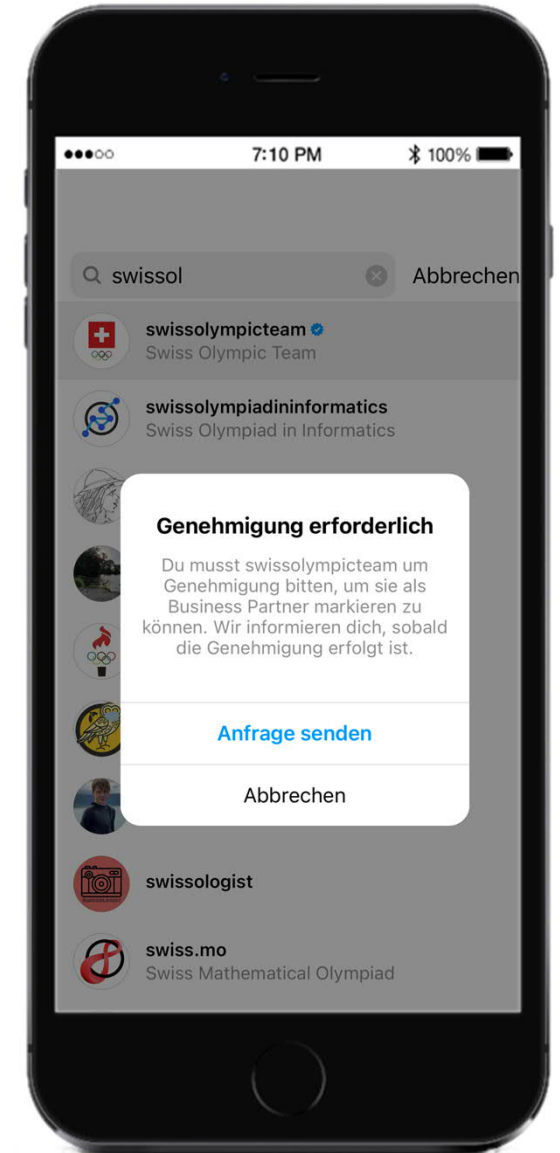 7:10 PM
100%
swissol
Abbrechen
swissolympicteam
Swiss Olympic Team
swissolympiadininformatics
Swiss Olympiad in Informatics
Genehmigung erforderlich
Du musst swissolympicteam um
Genehmigung bitten, um sie als
Business Partner markieren zu
können. Wir informieren dich, sobald
die Genehmigung erfolgt ist.
Anfrage senden
Abbrechen
swissologist
swiss.mo
Swiss Mathematical Olympiad